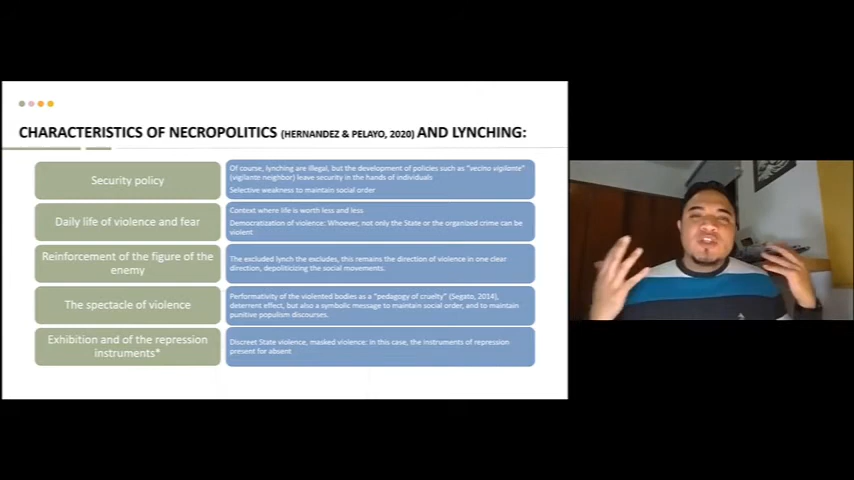 CHARACTERISTICS OF NECROPOLITICS (HERNANDEZ & PELAYO, 2020) AND LYNCHING:
Security policy
Of course, lynching are illegal, but the development of policies such as "vecino vigilante"
(vigilante neighbor) leave security in the hands of individuals
Selective weakness to maintain social order
Daily life of violence and fear
Context where life is worth less and less
Democratization of violence: Whoever, not only the State or the organized crime can be
violent
Reinforcement of the figure of the
enemy
The excluded lynch the excludes, this remains the direction of violence in one clear
direction, depoliticizing the social movements.
The spectacle of violence
Performativity of the violented bodies as a "pedagogy of cruelty" (Segato, 2014),
deterrent effect, but also a symbolic message to maintain social order, and to maintain
punitive populism discourses.
Exhibition and of the repression
instruments*
Discreet State violence, masked violence: in this case, the instruments of repression
present for absent